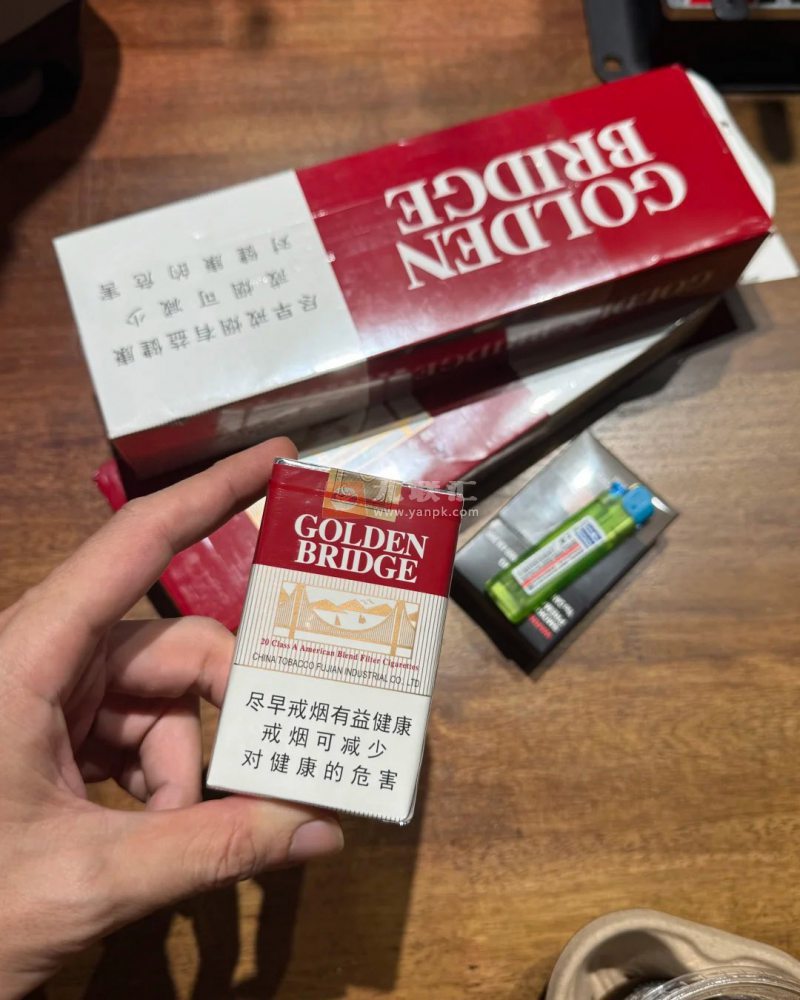 GOLDEN
BRIDGE
尽早戒烟有益健康
戒烟可减少
对健康的危害
联汇
www.yanpk.com
GOLDEN
BRIDGE
20 Class A American Blend Filter Cigarettes
CHINA TOBACCO FUJIAN INDUSTRIAL CO., LTD
尽早戒烟有益健康
戒烟可减少
对健康的危害